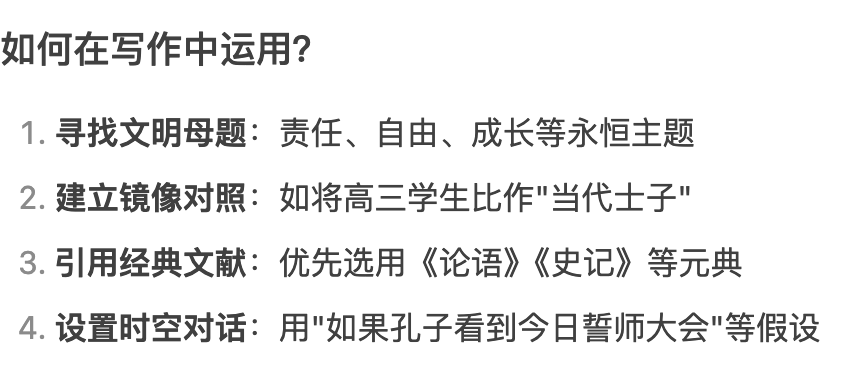 如何在写作中运用？
1. 寻找文明母题：责任、自由、成长等永恒主题
2. 建立镜像对照：如将高三学生比作"当代士子"
3. 引用经典文献：优先选用《论语》《史记》等元典
4. 设置时空对话：用"如果孔子看到今日誓师大会"等假设